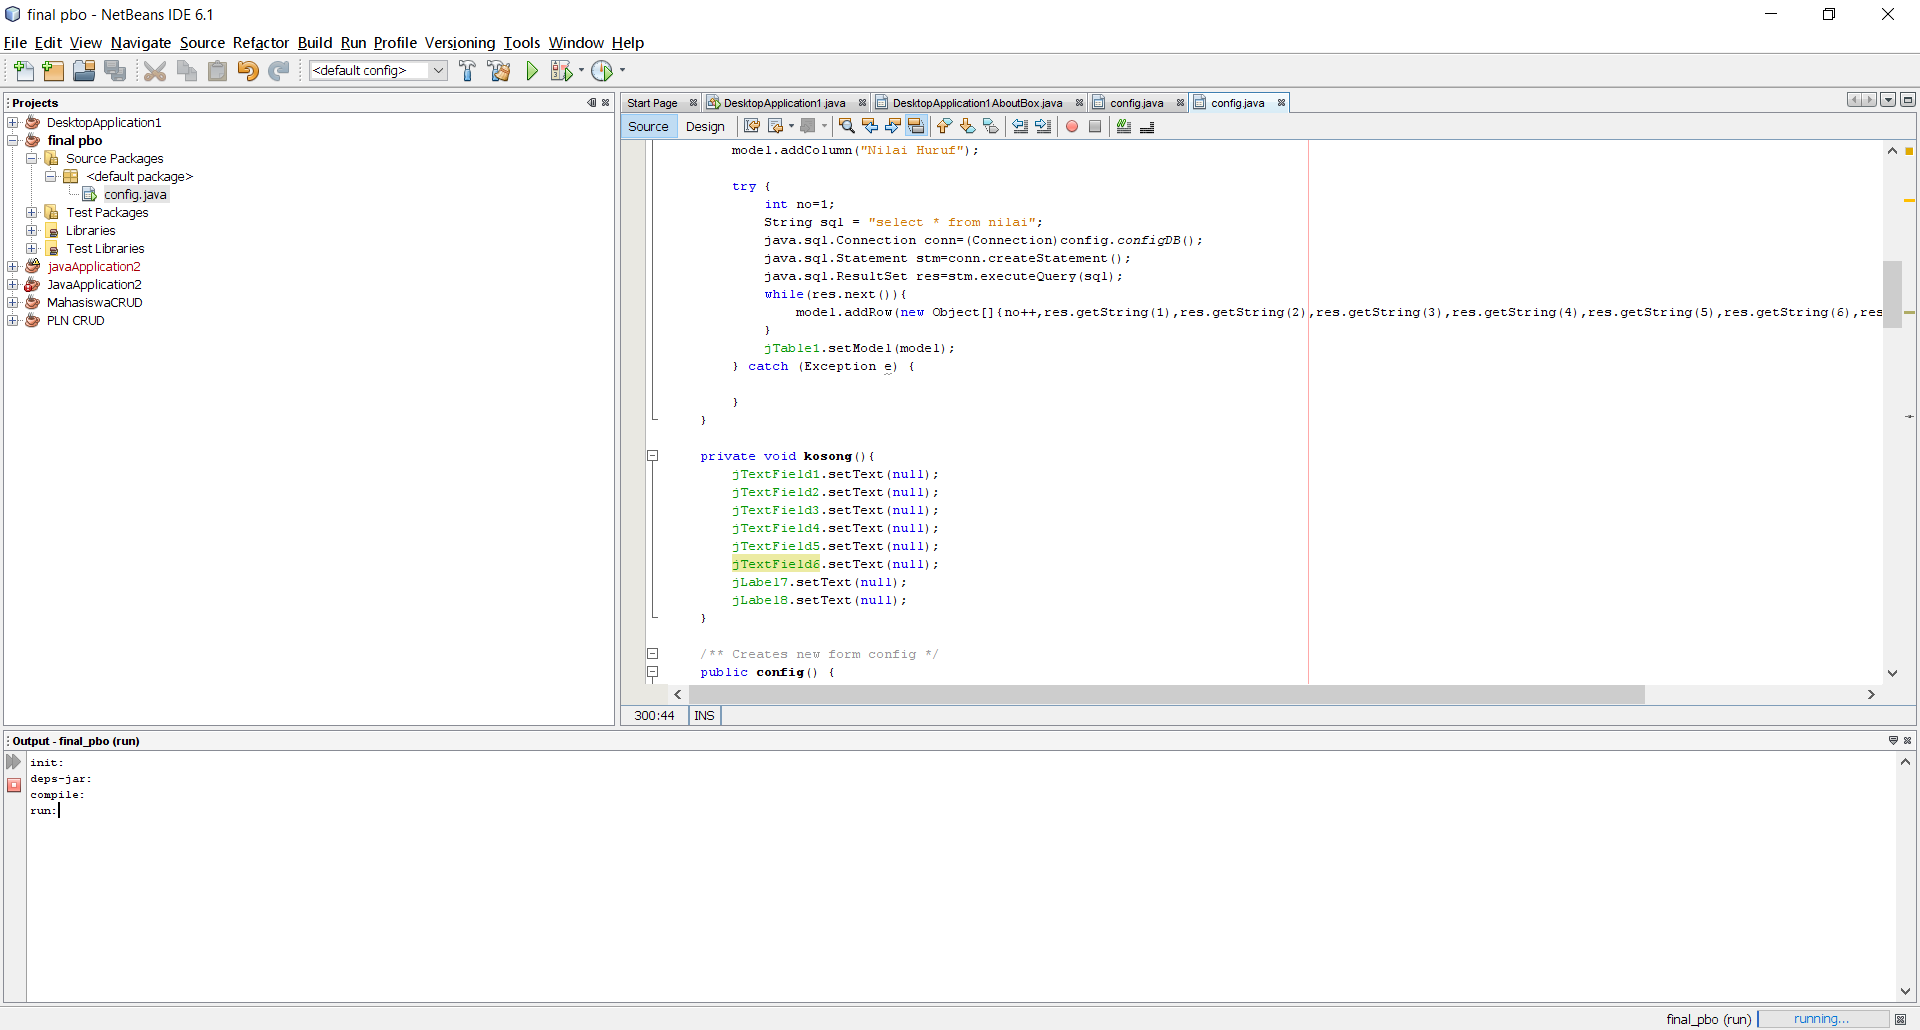 final pbo - NetBeans IDE 6.1
File Edit View Navigate Source Refactor Build Run Profile Versioning Tools Window Help
<default config>
Projects
DesktopApplication1
final pbo
Source Packages
<default package>
config.java
Test Packages
Libraries
Test Libraries
javaApplication2
JavaApplication2
MahasiswaCRUD
PLN CRUD
Start Page DesktopApplication1.java DesktopApplication1AboutBox.java config.java config.java
Source Design
model.addColumn("Nilai Huruf");
try {
int no=1;
String sql = "select * from nilai";
java.sql.Connection conn=(Connection)config.configDB();
java.sql.Statement stm=conn.createStatement();
java.sql.ResultSet res=stm.executeQuery(sql);
while(res.next()){
model.addRow(new Object[]{no++,res.getString(1),res.getString(2),res.getString(3),res.getString(4),res.getString(5),res.getString(6),res
}
jTable1.setModel(model);
} catch (Exception e) {
}
}
private void kosong(){
jTextField1.setText(null);
jTextField2.setText(null);
jTextField3.setText(null);
jTextField4.setText(null);
jTextField5.setText(null);
jTextField6.setText(null);
jLabel7.setText(null);
jLabel8.setText(null);
}
/** Creates new form config */
public config() {
300:44 INS
Output - final_pbo (run)
init:
deps-jar:
compile:
run:
final_pbo (run) running...